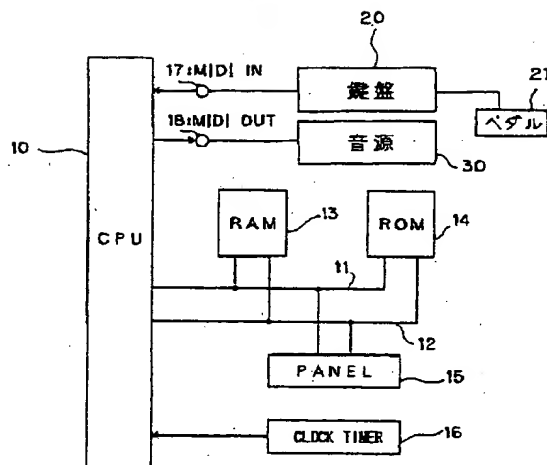 20
17:MIDI IN
鍵盤
21
ペダル
18:MIDI OUT
音源
30
10
CPU
RAM
13
ROM
14
11
12
PANEL
15
CLOCK TIMER
16